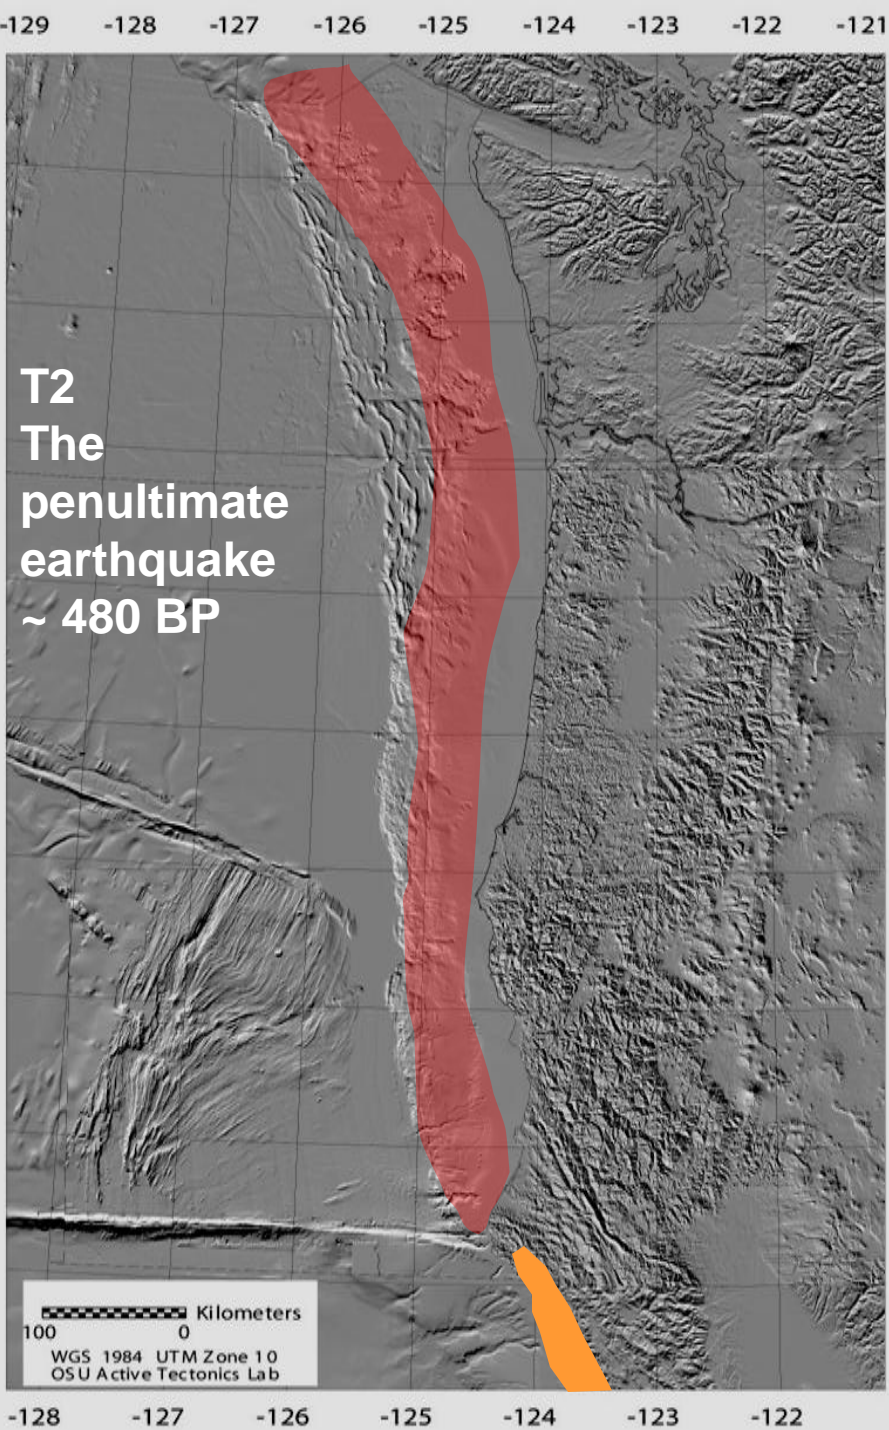 -129 -128 -127 -126 -125 -124 -123 -122 -121
T2
The
penultimate
earthquake
~ 480 BP
Kilometers
100 0
WGS 1984 UTM Zone 10
OSU Active Tectonics Lab
-128 -127 -126 -125 -124 -123 -122